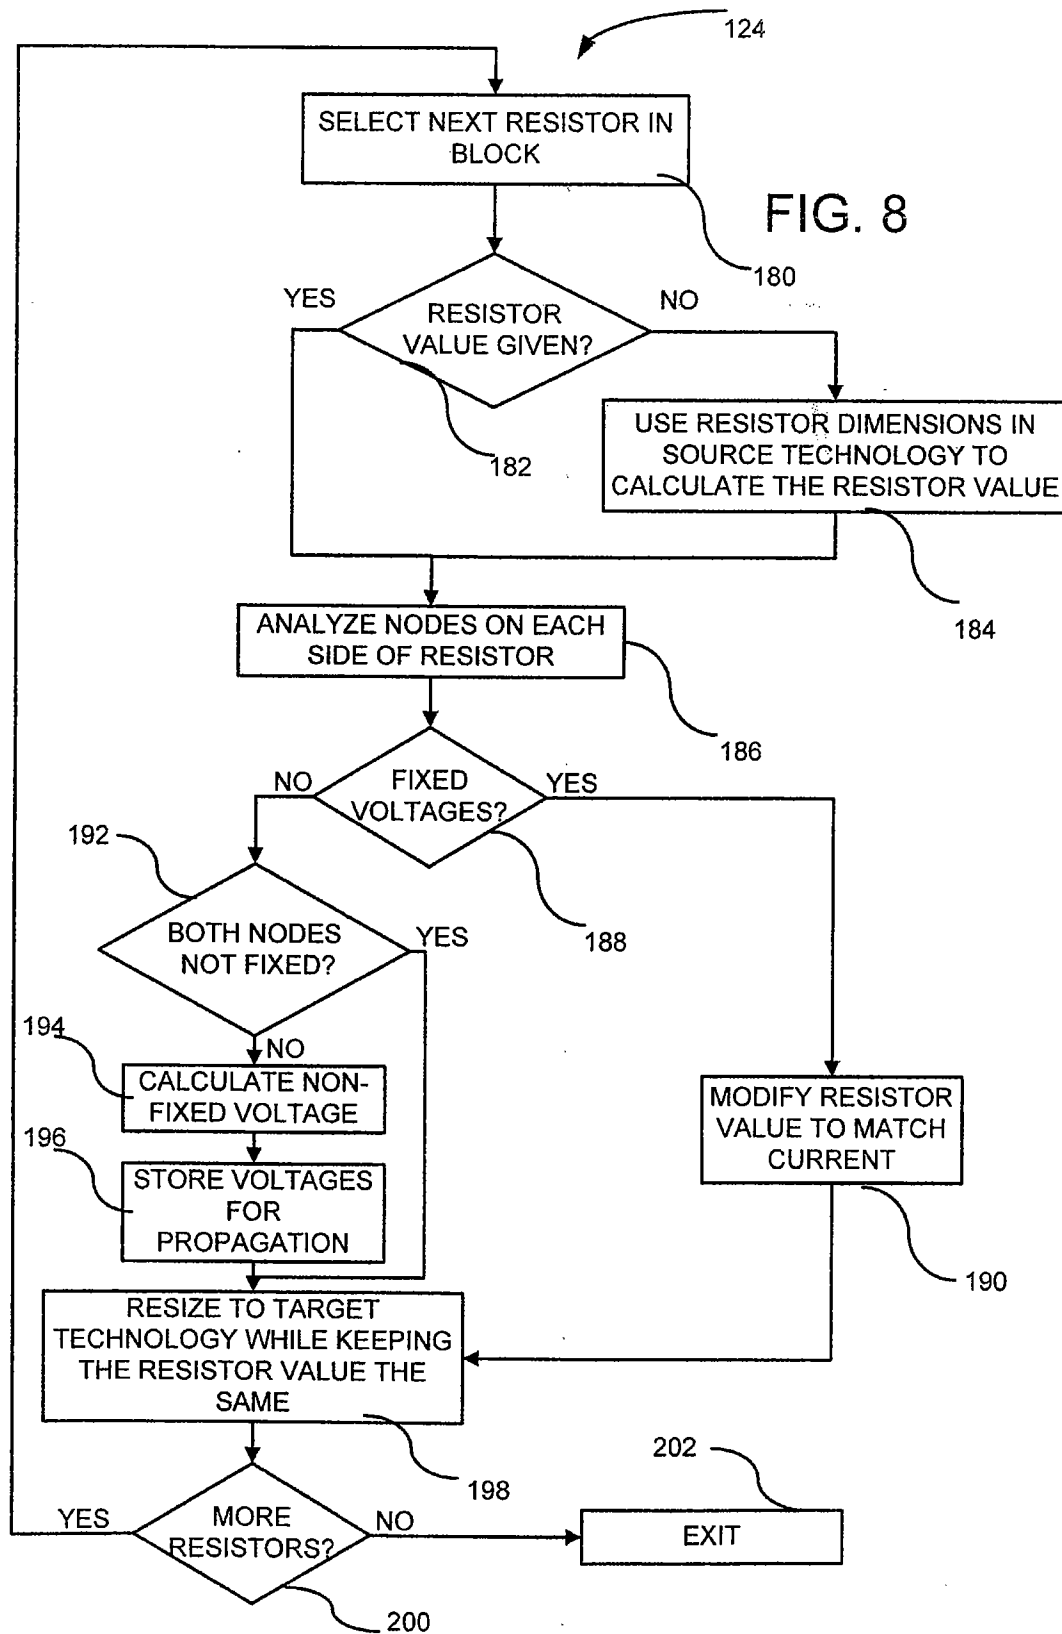 124
SELECT NEXT RESISTOR IN
BLOCK
FIG. 8
180
YES
NO
RESISTOR
VALUE GIVEN?
182
USE RESISTOR DIMENSIONS IN
SOURCE TECHNOLOGY TO
CALCULATE THE RESISTOR VALUE
184
ANALYZE NODES ON EACH
SIDE OF RESISTOR
186
NO
FIXED
VOLTAGES?
YES
188
192
BOTH NODES
NOT FIXED?
YES
194
NO
CALCULATE NON-
FIXED VOLTAGE
MODIFY RESISTOR
VALUE TO MATCH
CURRENT
190
196
STORE VOLTAGES
FOR
PROPAGATION
RESIZE TO TARGET
TECHNOLOGY WHILE KEEPING
THE RESISTOR VALUE THE
SAME
198
202
YES
MORE
RESISTORS?
NO
EXIT
200